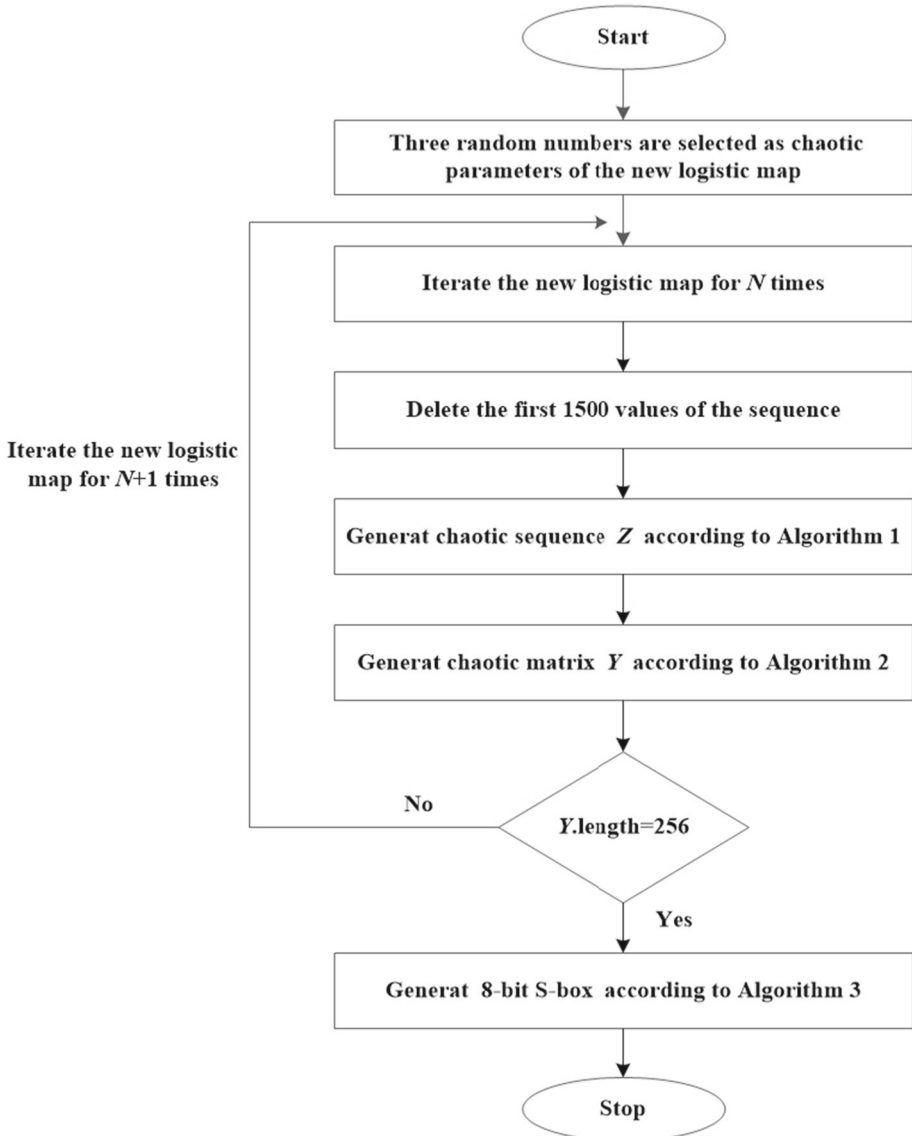 Start
Three random numbers are selected as chaotic
parameters of the new logistic map
Iterate the new logistic map for N times
Delete the first 1500 values of the sequence
Iterate the new logistic
map for N+1 times
Generat chaotic sequence Z according to Algorithm 1
Generat chaotic matrix Y according to Algorithm 2
No
Y.length=256
Yes
Generat 8-bit S-box according to Algorithm 3
Stop